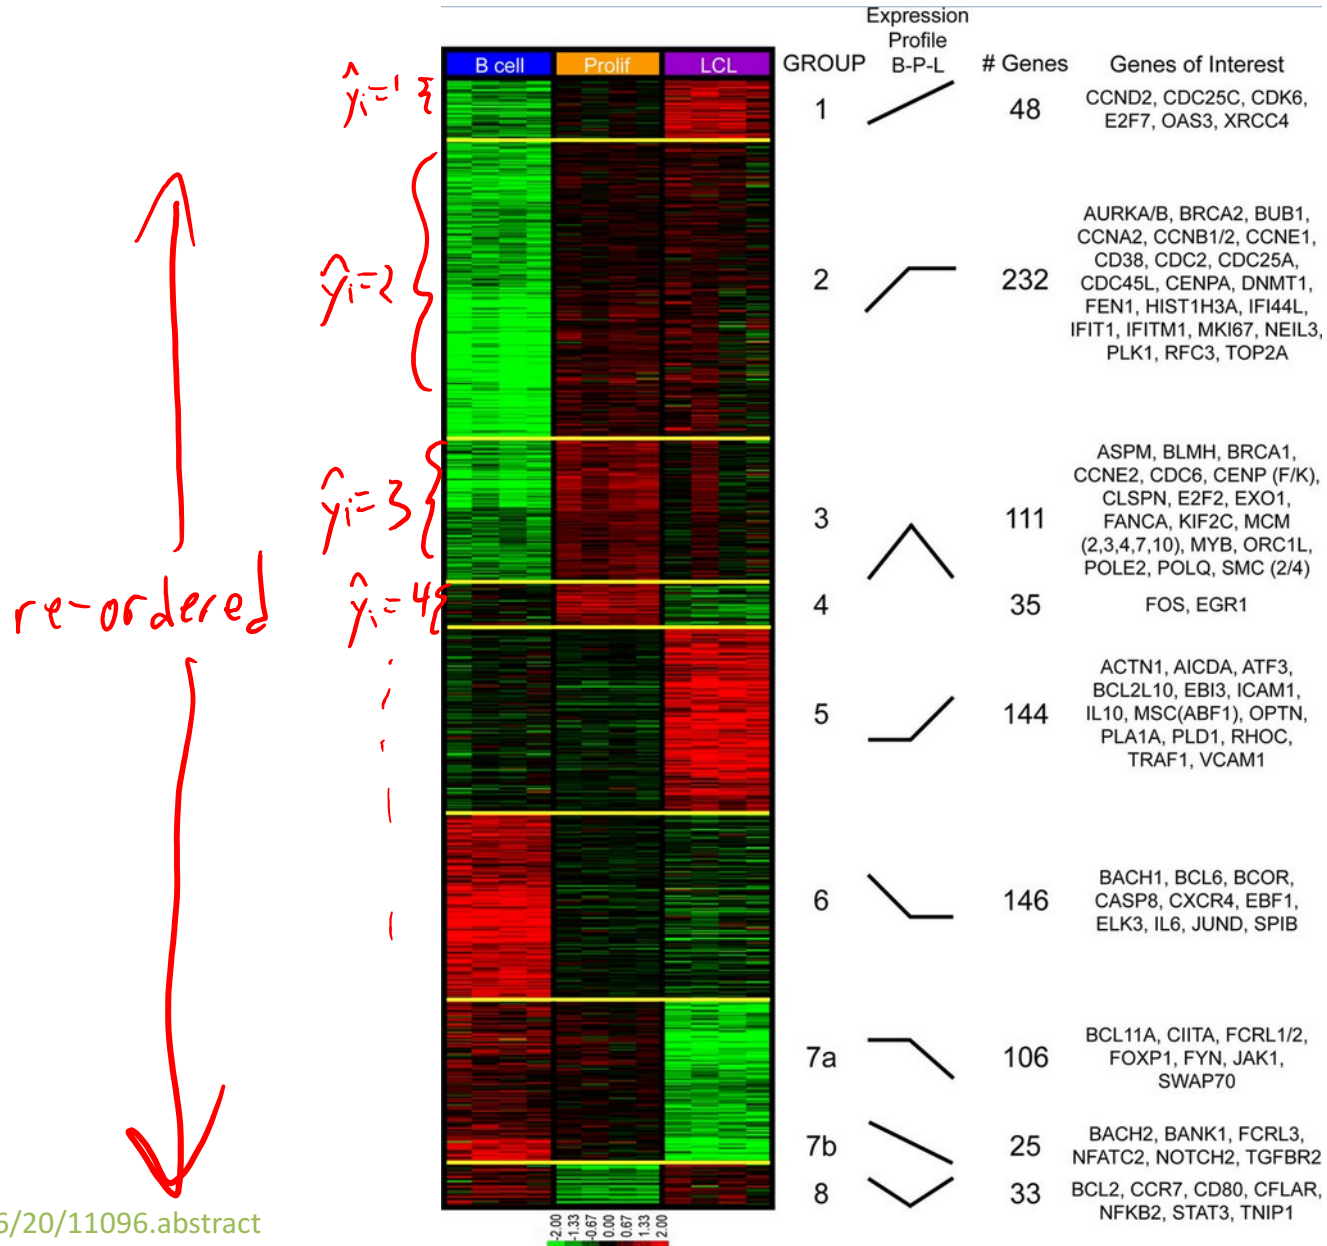 Expression
Profile
B-P-L
B cell Prolif LCL GROUP # Genes Genes of Interest
ŷi=1
1 48
CCND2, CDC25C, CDK6,
E2F7, OAS3, XRCC4
ŷi=2
2 232
AURKA/B, BRCA2, BUB1,
CCNA2, CCNB1/2, CCNE1,
CD38, CDC2, CDC25A,
CDC45L, CENPA, DNMT1,
FEN1, HIST1H3A, IFI44L,
IFIT1, IFITM1, MKI67, NEIL3,
PLK1, RFC3, TOP2A
ŷi=3
3 111
ASPM, BLMH, BRCA1,
CCNE2, CDC6, CENP (F/K),
CLSPN, E2F2, EXO1,
FANCA, KIF2C, MCM
(2,3,4,7,10), MYB, ORC1L,
POLE2, POLQ, SMC (2/4)
re-ordered
ŷi=4
4 35 FOS, EGR1
5 144
ACTN1, AICDA, ATF3,
BCL2L10, EBI3, ICAM1,
IL10, MSC(ABF1), OPTN,
PLA1A, PLD1, RHOC,
TRAF1, VCAM1
6 146
BACH1, BCL6, BCOR,
CASP8, CXCR4, EBF1,
ELK3, IL6, JUND, SPIB
7a 106
BCL11A, CIITA, FCRL1/2,
FOXP1, FYN, JAK1,
SWAP70
7b 25
BACH2, BANK1, FCRL3,
NFATC2, NOTCH2, TGFBR2
8 33
BCL2, CCR7, CD80, CFLAR,
NFKB2, STAT3, TNIP1
6/20/11096.abstract
-2.00 -1.33 -0.67 0.00 0.67 1.33 2.00